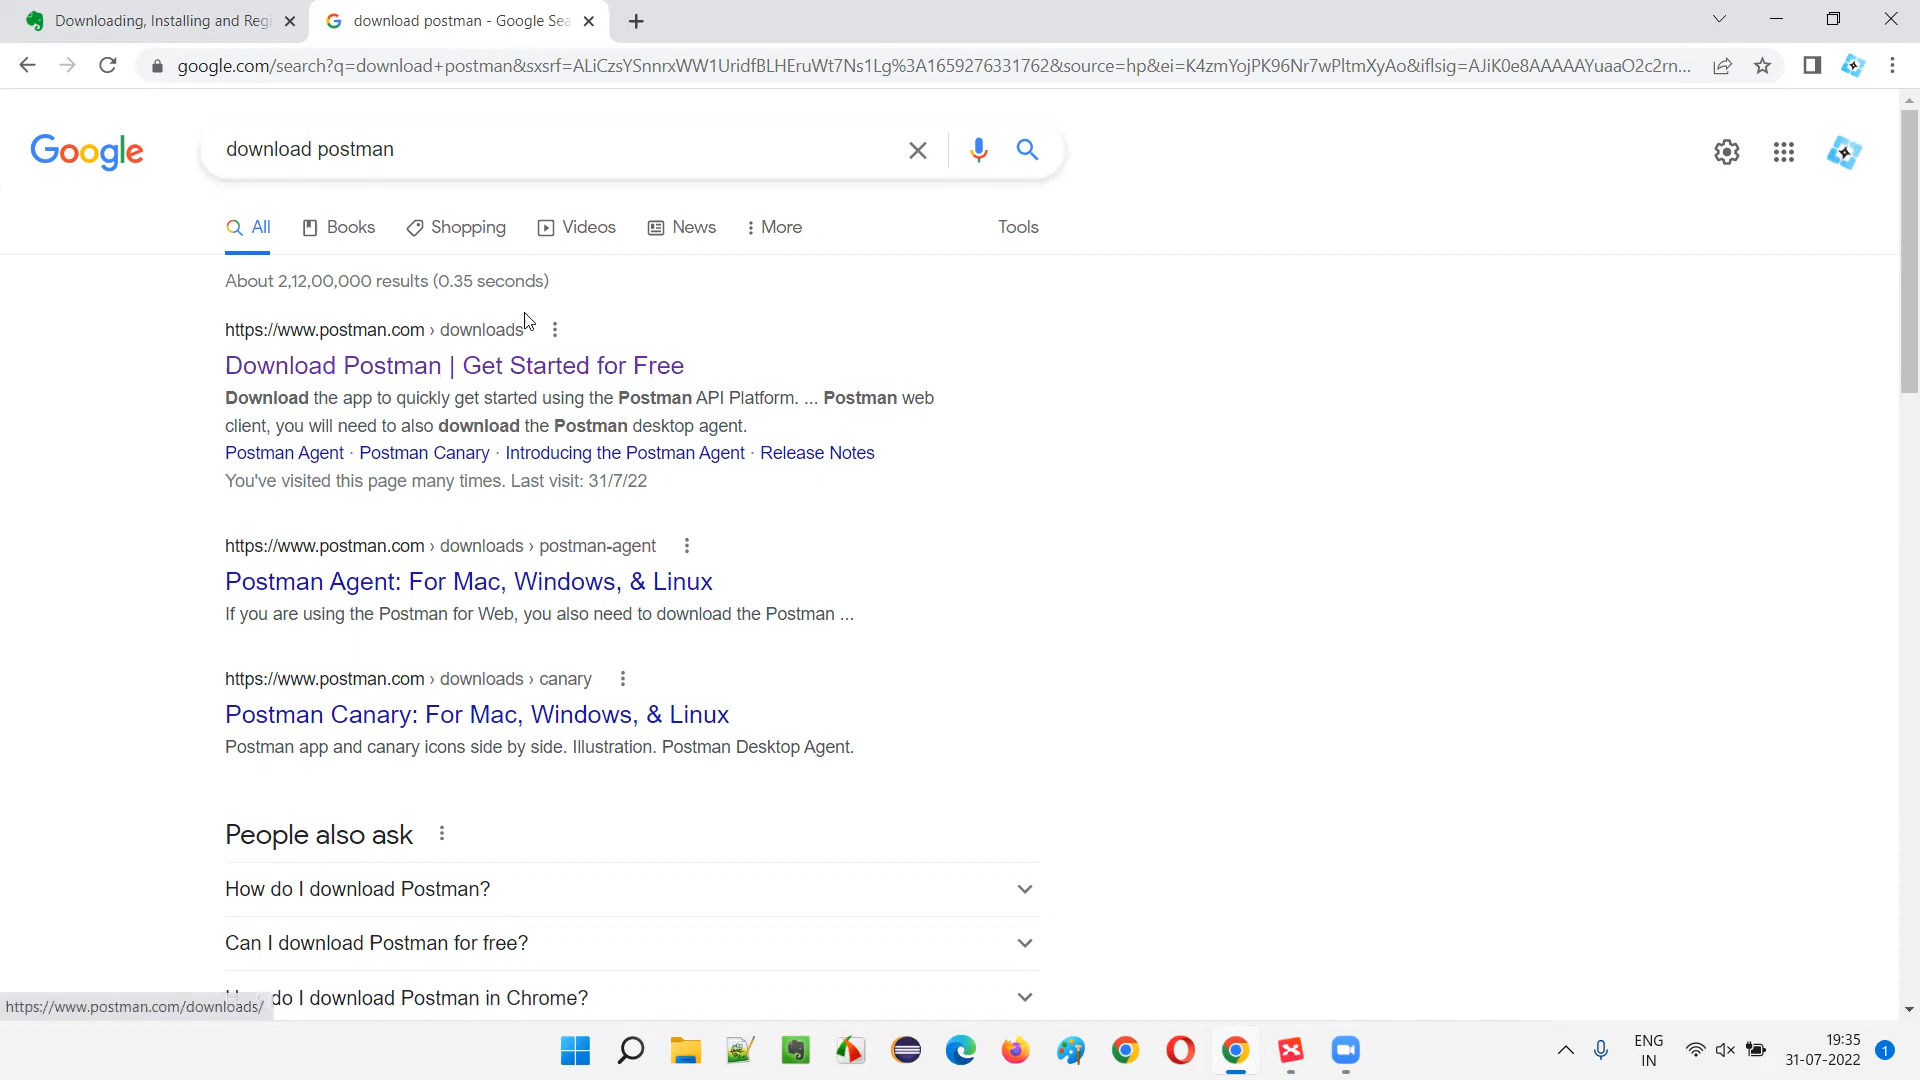 Downloading, Installing and Regi
download postman - Google Sea
google.com/search?q=download+postman&sxsrf=ALiCzsYSnnrxWW1UridfBLHEruWt7Ns1Lg%3A1659276331762&source=hp&ei=K4zmYojPK96Nr7wPltmXyAo&iflsig=AJiK0e8AAAAAYuaaO2c2rn...
Google
download postman
All
Books
Shopping
Videos
News
More
Tools
About 2,12,00,000 results (0.35 seconds)
https://www.postman.com › downloads
Download Postman | Get Started for Free
Download the app to quickly get started using the Postman API Platform. ... Postman web
client, you will need to also download the Postman desktop agent.
Postman Agent · Postman Canary · Introducing the Postman Agent · Release Notes
You've visited this page many times. Last visit: 31/7/22
https://www.postman.com › downloads › postman-agent
Postman Agent: For Mac, Windows, & Linux
If you are using the Postman for Web, you also need to download the Postman ...
https://www.postman.com › downloads › canary
Postman Canary: For Mac, Windows, & Linux
Postman app and canary icons side by side. Illustration. Postman Desktop Agent.
People also ask
How do I download Postman?
Can I download Postman for free?
do I download Postman in Chrome?
https://www.postman.com/downloads/
ENG
IN
19:35
31-07-2022
1